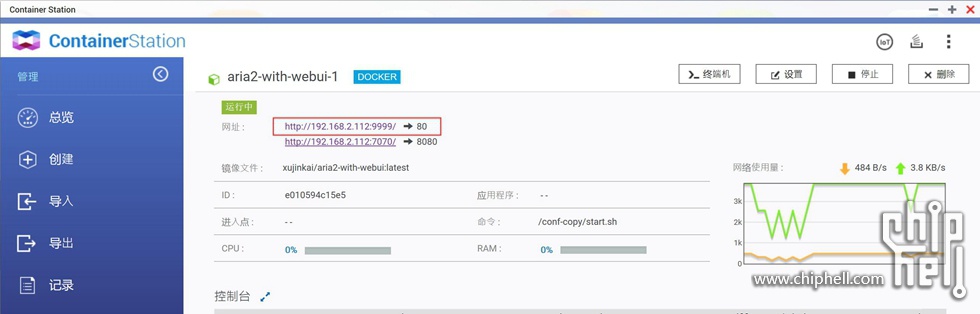 Container Station
ContainerStation
IoT
管理
总览
创建
导入
导出
记录
aria2-with-webui-1 DOCKER
终端机 设置 停止 删除
运行中
网址: http://192.168.2.112:9999/ ➔ 80
http://192.168.2.112:7070/ ➔ 8080
镜像文件: xujinkai/aria2-with-webui:latest
ID: e010594c15e5 应用程序: --
进入点: -- 命令: /conf-copy/start.sh
CPU: 0% RAM: 0%
网络使用量: 484 B/s 3.8 KB/s
3k
2k
1k
0
控制台
chip hell
www.chiphell.com